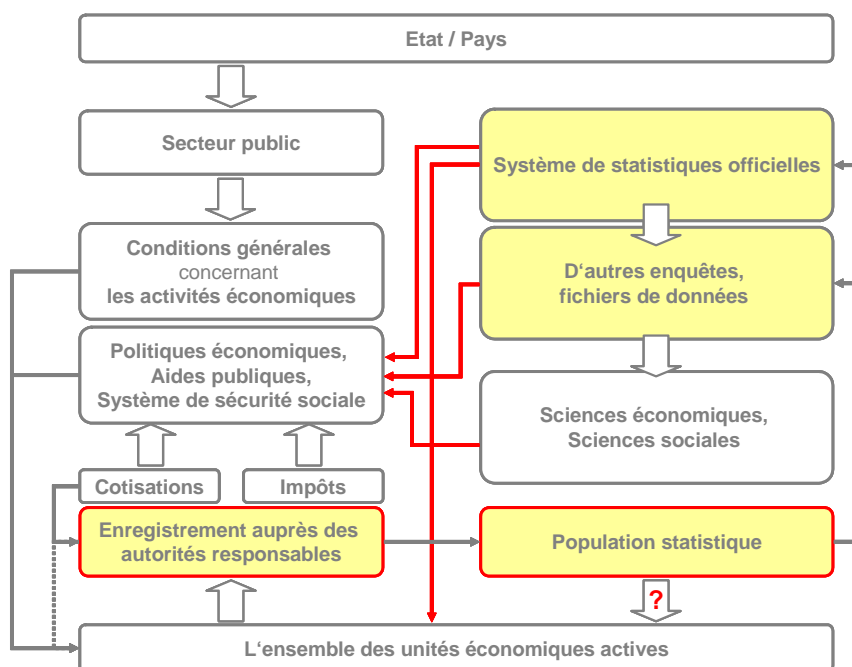 Etat / Pays
Secteur public
Système de statistiques officielles
Conditions générales
concernant
les activités économiques
D‘autres enquêtes,
fichiers de données
Politiques économiques,
Aides publiques,
Système de sécurité sociale
Sciences économiques,
Sciences sociales
Cotisations
Impôts
Enregistrement auprès des
autorités responsables
Population statistique
?
L‘ensemble des unités économiques actives